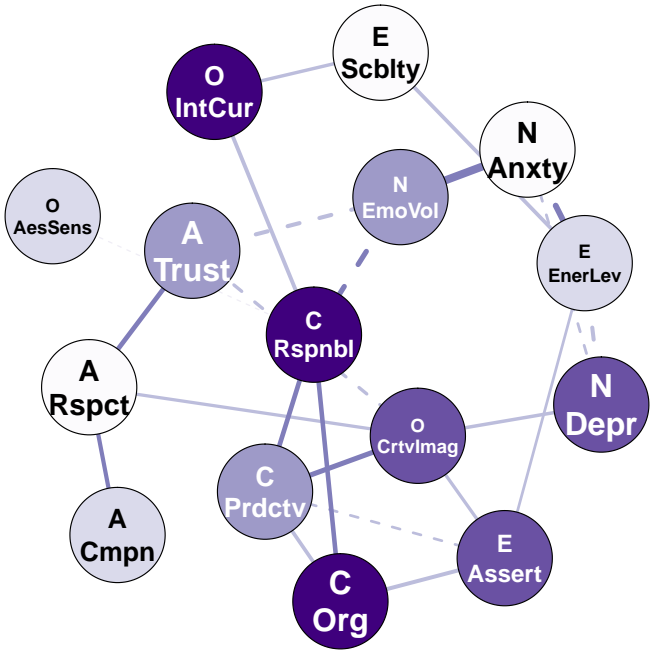 E
Scblty
O
IntCur
N
Anxty
N
EmoVol
O
AesSens
A
Trust
E
EnerLev
C
Rspnbl
A
Rspct
N
Depr
O
CrtvImag
C
Prdctv
A
Cmpn
E
Assert
C
Org